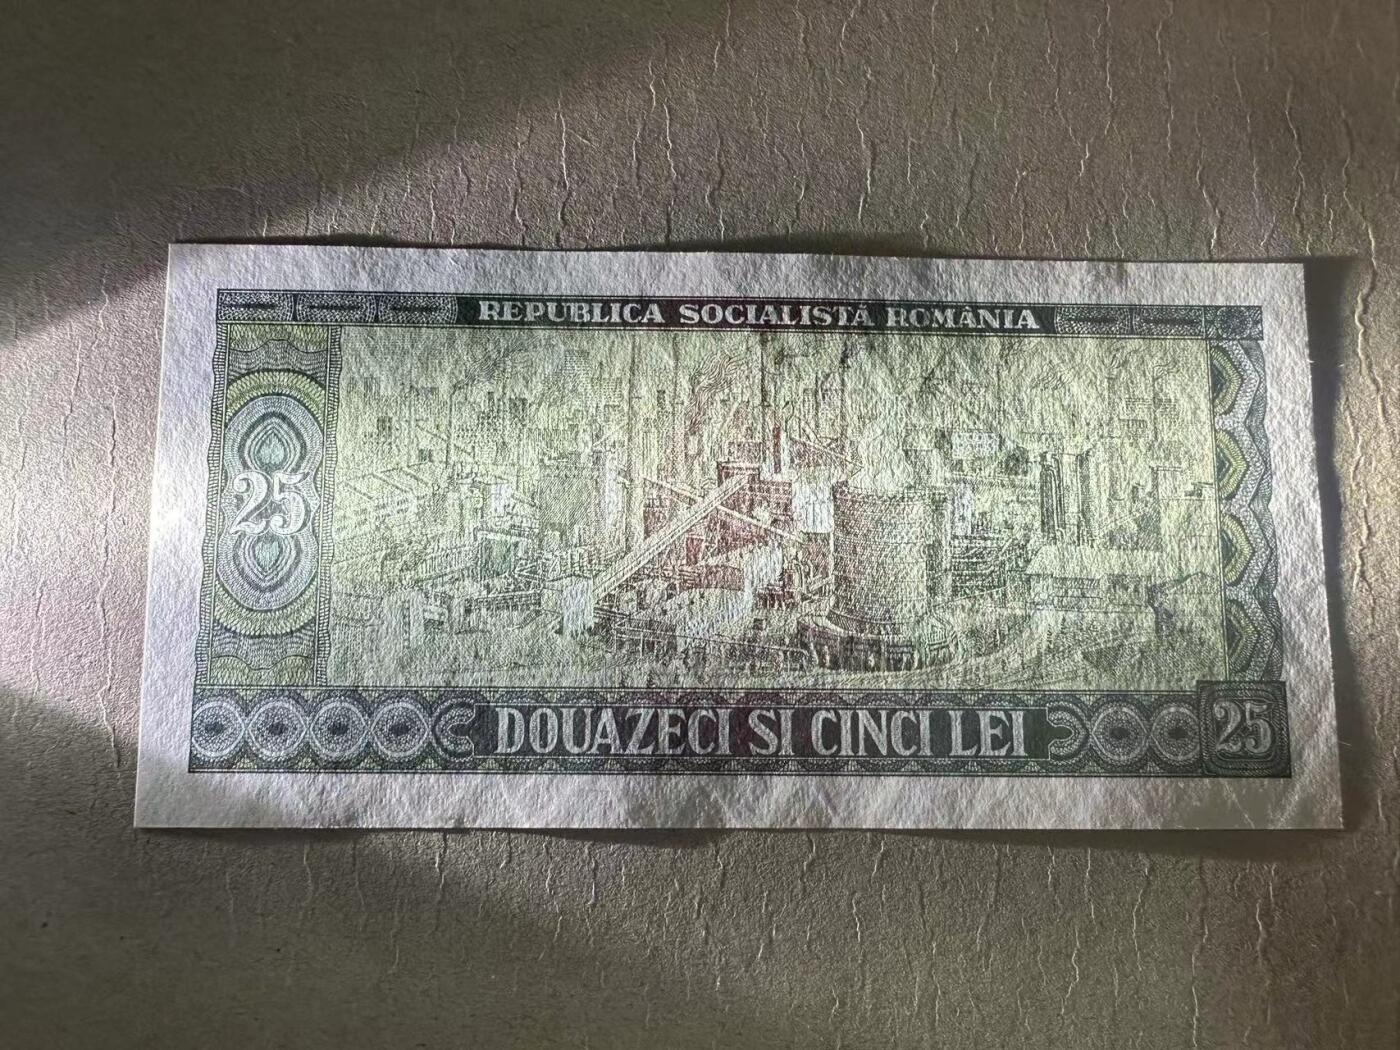 REPUBLICA SOCIALISTĂ ROMÂNIA
25
DOUAZECI SI CINCI LEI
25